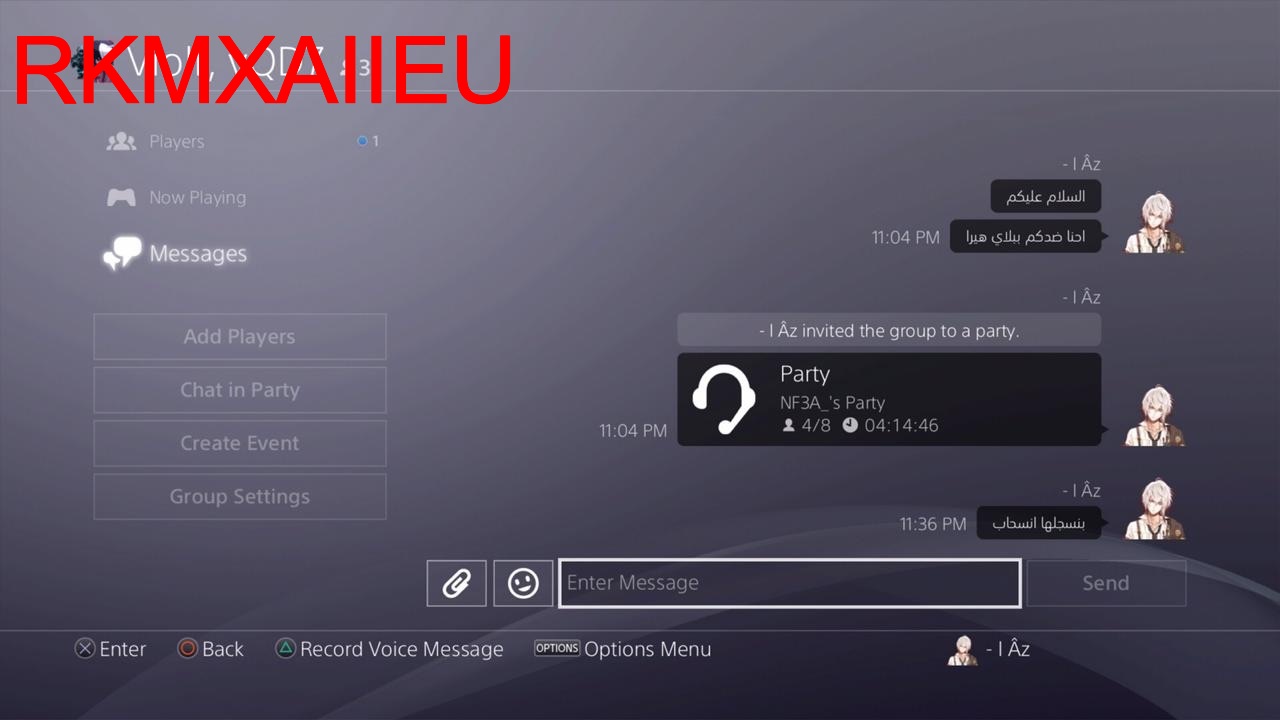 RKMXAIIEU
3
Players 1
Now Playing
Messages
Add Players
Chat in Party
Create Event
Group Settings
- I Âz
السلام عليكم
احنا ضدكم ببلاي هيرا
11:04 PM
- I Âz
- I Âz invited the group to a party.
Party
NF3A_'s Party
4/8 04:14:46
11:04 PM
- I Âz
بنسجلها انسحاب
11:36 PM
Enter Message
Send
Enter Back Record Voice Message OPTIONS Options Menu - I Âz